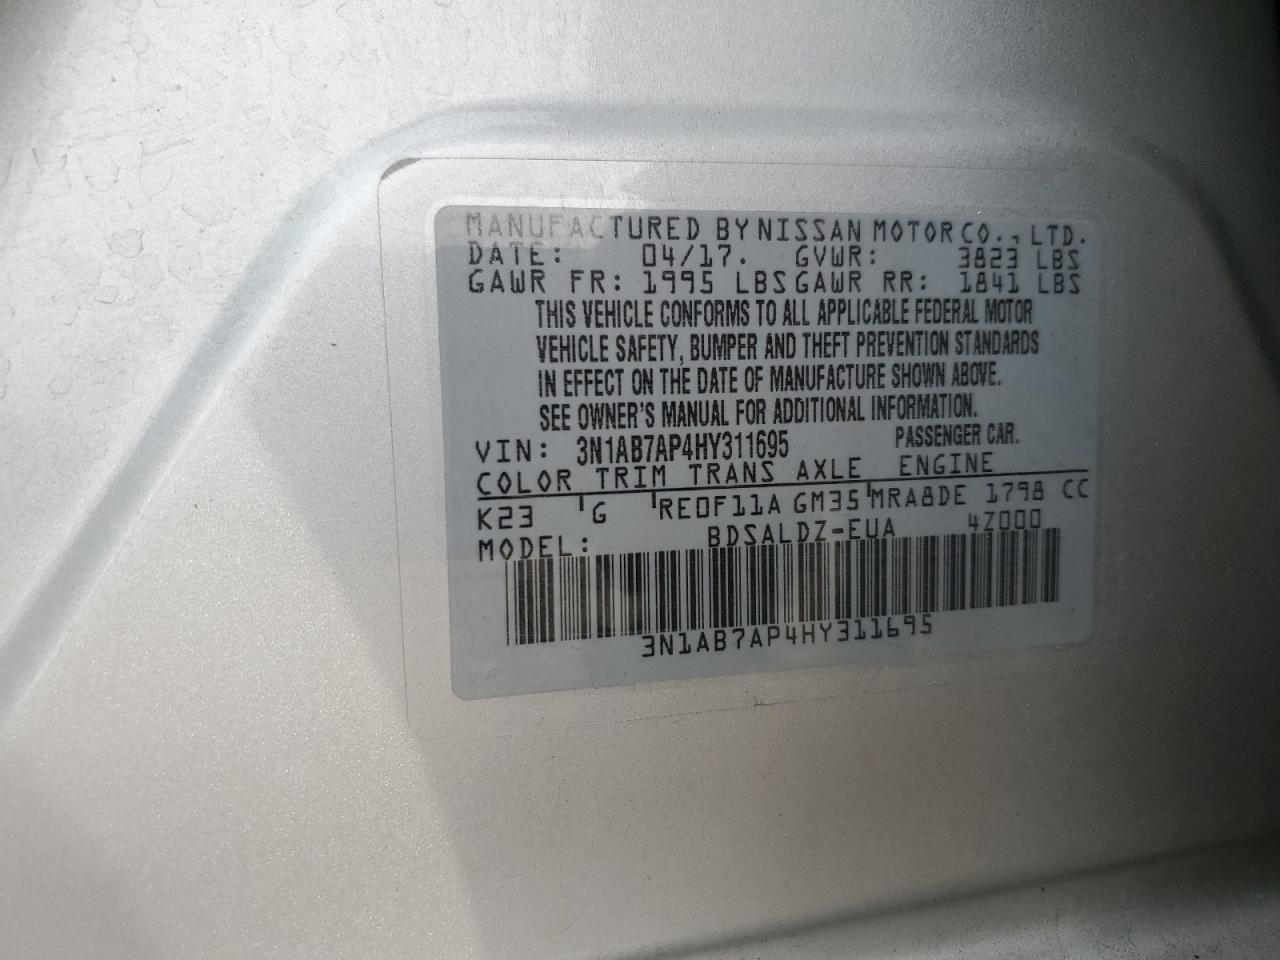 MANUFACTURED BY NISSAN MOTOR CO., LTD.
DATE: 04/17. GVWR: 3823 LBS
GAWR FR: 1995 LBS GAWR RR: 1841 LBS
THIS VEHICLE CONFORMS TO ALL APPLICABLE FEDERAL MOTOR
VEHICLE SAFETY, BUMPER AND THEFT PREVENTION STANDARDS
IN EFFECT ON THE DATE OF MANUFACTURE SHOWN ABOVE.
SEE OWNER'S MANUAL FOR ADDITIONAL INFORMATION.
VIN: 3N1AB7AP4HY311695 PASSENGER CAR.
COLOR TRIM TRANS AXLE ENGINE
K23 G RE0F11A GM35 MRA8DE 1798 CC
MODEL: BDSALDZ-EUA 4Z000
3N1AB7AP4HY311695